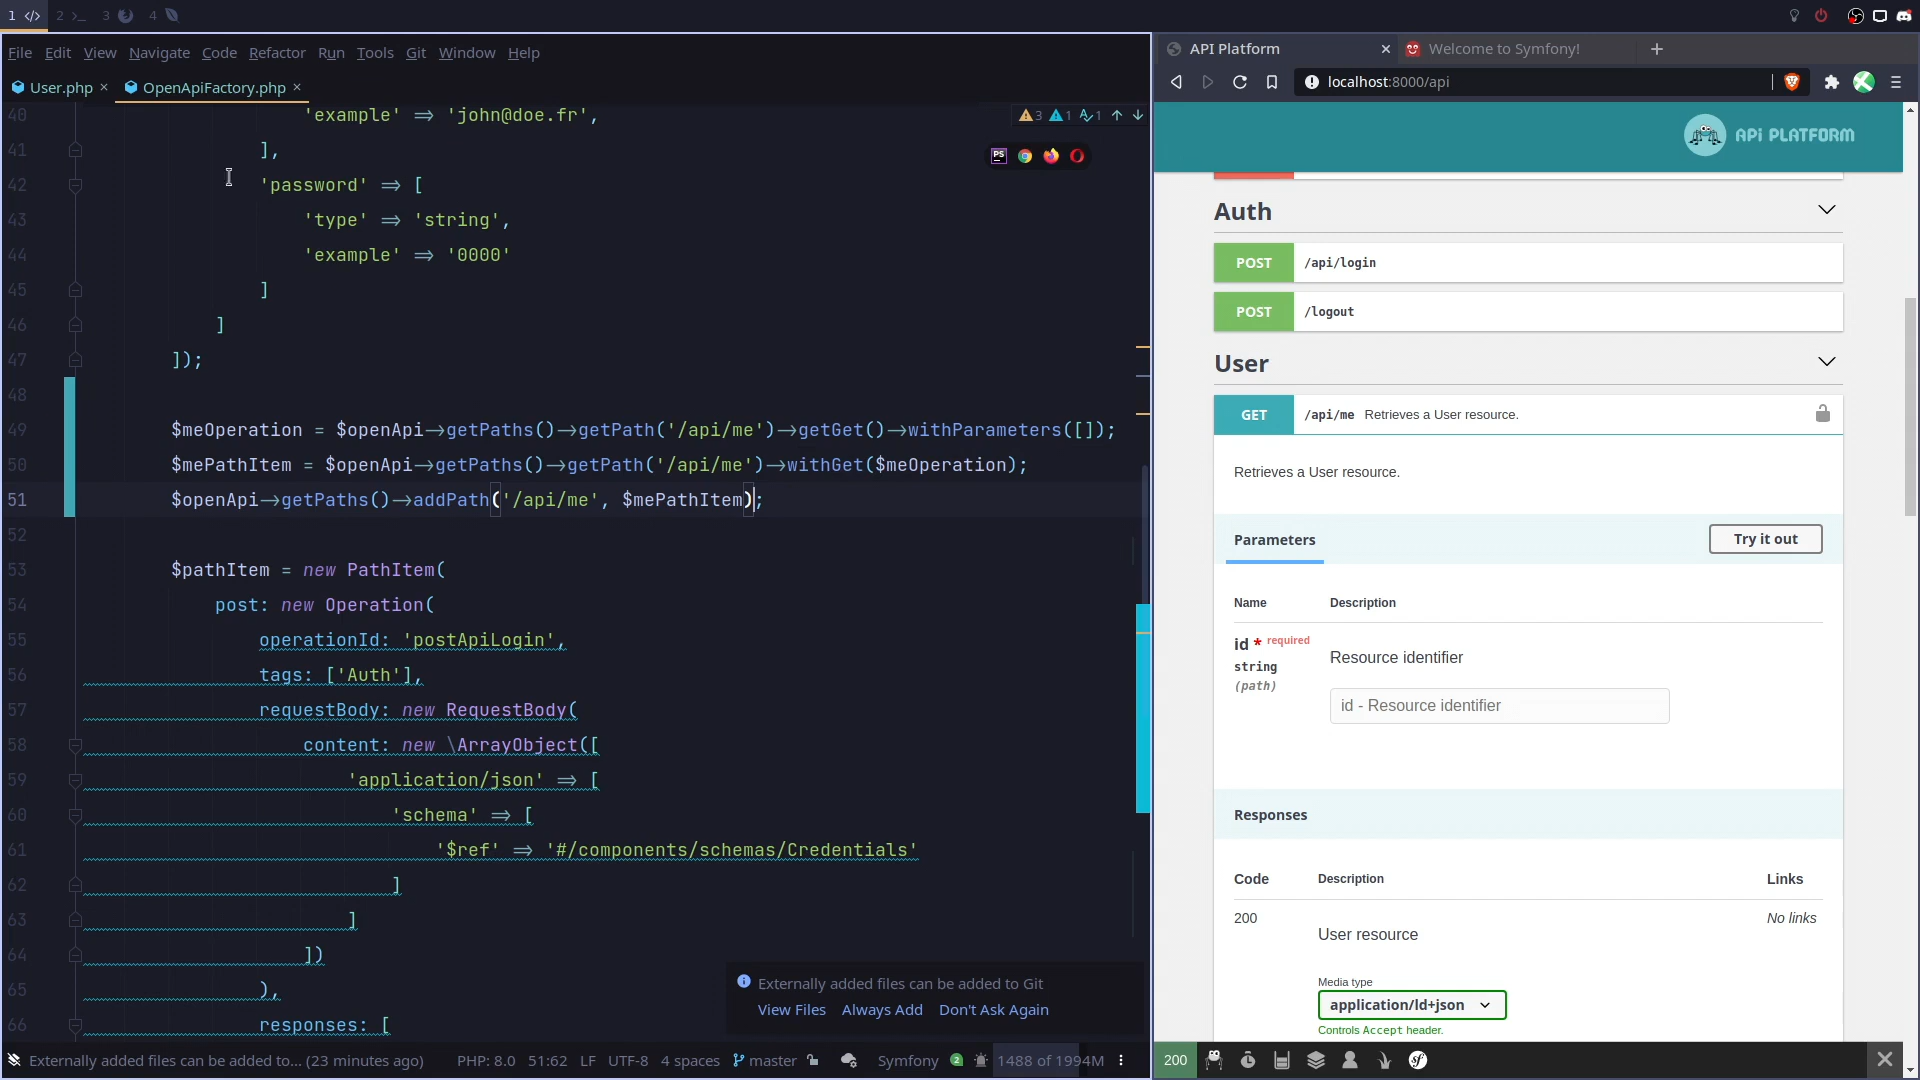 1 </> 2 >_ 3 4
File Edit View Navigate Code Refactor Run Tools Git Window Help
User.php × OpenApiFactory.php ×
3 1 1
40 'example' => 'john@doe.fr',
41 ],
42 'password' => [
43 'type' => 'string',
44 'example' => '0000'
45 ]
46 ]
47 ]);
48
49 $meOperation = $openApi->getPaths()->getPath('/api/me')->getGet()->withParameters([]);
50 $mePathItem = $openApi->getPaths()->getPath('/api/me')->withGet($meOperation);
51 $openApi->getPaths()->addPath('/api/me', $mePathItem);
52
53 $pathItem = new PathItem(
54 post: new Operation(
55 operationId: 'postApiLogin',
56 tags: ['Auth'],
57 requestBody: new RequestBody(
58 content: new \ArrayObject([
59 'application/json' => [
60 'schema' => [
61 '$ref' => '#/components/schemas/Credentials'
62 ]
63 ]
64 ])
65 ),
66 responses: [
PS
Externally added files can be added to Git
View Files Always Add Don't Ask Again
Externally added files can be added to... (23 minutes ago) PHP: 8.0 51:62 LF UTF-8 4 spaces master Symfony 2 1488 of 1994M
API Platform × Welcome to Symfony! +
localhost:8000/api
API PLATFORM
Auth
POST /api/login
POST /logout
User
GET /api/me Retrieves a User resource.
Retrieves a User resource.
Parameters Try it out
Name Description
id * required
string
(path)
Resource identifier
id - Resource identifier
Responses
Code Description Links
200 No links
User resource
Media type
application/ld+json
Controls Accept header.
200 sf